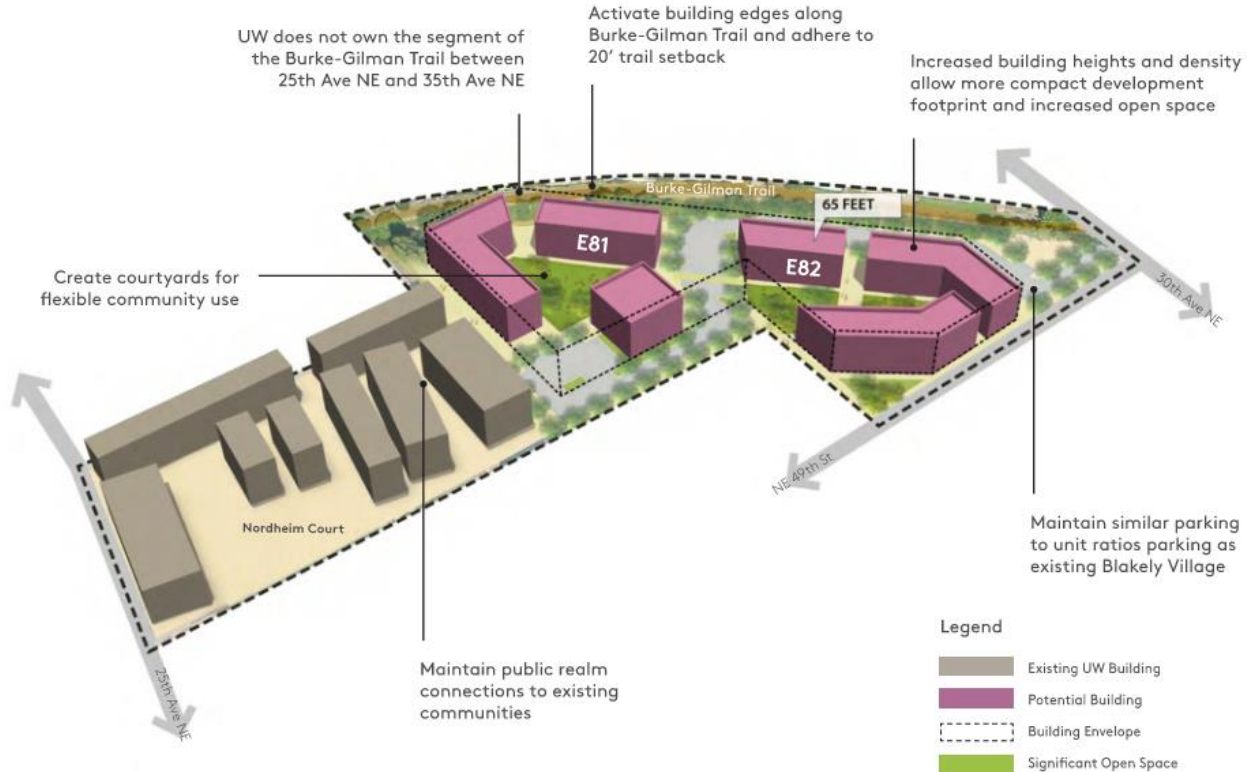 UW does not own the segment of
the Burke-Gilman Trail between
25th Ave NE and 35th Ave NE
Activate building edges along
Burke-Gilman Trail and adhere to
20' trail setback
Increased building heights and density
allow more compact development
footprint and increased open space
Burke-Gilman Trail
65 FEET
E81
E82
Create courtyards for
flexible community use
30th Ave NE
NE 49th St
Nordheim Court
Maintain similar parking
to unit ratios parking as
existing Blakely Village
Maintain public realm
connections to existing
communities
25th Ave NE
Legend
Existing UW Building
Potential Building
Building Envelope
Significant Open Space